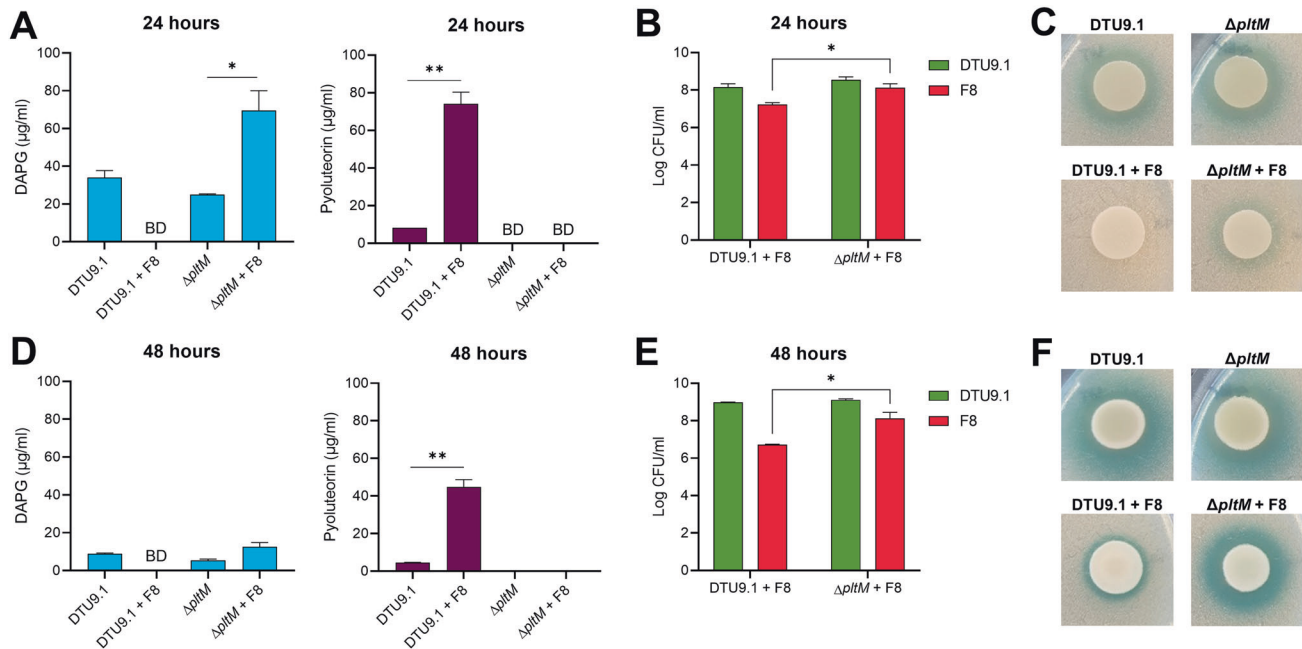 A
24 hours
DAPG (µg/ml)
100
80
60
40
20
0
*
BD
DTU9.1
DTU9.1 + F8
ΔpltM
ΔpltM + F8
24 hours
Pyoluteorin (µg/ml)
100
80
60
40
20
0
**
BD
BD
DTU9.1
DTU9.1 + F8
ΔpltM
ΔpltM + F8
B
24 hours
Log CFU/ml
10
8
6
4
2
0
*
DTU9.1
F8
DTU9.1 + F8
ΔpltM + F8
C
DTU9.1
ΔpltM
DTU9.1 + F8
ΔpltM + F8
D
48 hours
DAPG (µg/ml)
100
80
60
40
20
0
BD
DTU9.1
DTU9.1 + F8
ΔpltM
ΔpltM + F8
48 hours
Pyoluteorin (µg/ml)
100
80
60
40
20
0
**
DTU9.1
DTU9.1 + F8
ΔpltM
ΔpltM + F8
E
48 hours
Log CFU/ml
10
8
6
4
2
0
*
DTU9.1
F8
DTU9.1 + F8
ΔpltM + F8
F
DTU9.1
ΔpltM
DTU9.1 + F8
ΔpltM + F8